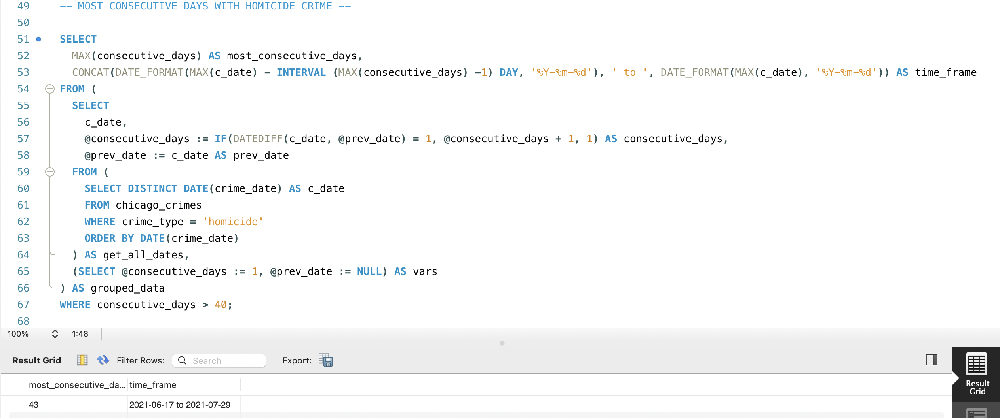 49 -- MOST CONSECUTIVE DAYS WITH HOMICIDE CRIME --
50
51 SELECT
52 MAX(consecutive_days) AS most_consecutive_days,
53 CONCAT(DATE_FORMAT(MAX(c_date) - INTERVAL (MAX(consecutive_days) -1) DAY, '%Y-%m-%d'), ' to ', DATE_FORMAT(MAX(c_date), '%Y-%m-%d')) AS time_frame
54 FROM (
55 SELECT
56 c_date,
57 @consecutive_days := IF(DATEDIFF(c_date, @prev_date) = 1, @consecutive_days + 1, 1) AS consecutive_days,
58 @prev_date := c_date AS prev_date
59 FROM (
60 SELECT DISTINCT DATE(crime_date) AS c_date
61 FROM chicago_crimes
62 WHERE crime_type = 'homicide'
63 ORDER BY DATE(crime_date)
64 ) AS get_all_dates,
65 (SELECT @consecutive_days := 1, @prev_date := NULL) AS vars
66 ) AS grouped_data
67 WHERE consecutive_days > 40;
68
100% 1:48
Result Grid Filter Rows: Search Export:
Result
Grid
most_consecutive_da... time_frame
43 2021-06-17 to 2021-07-29